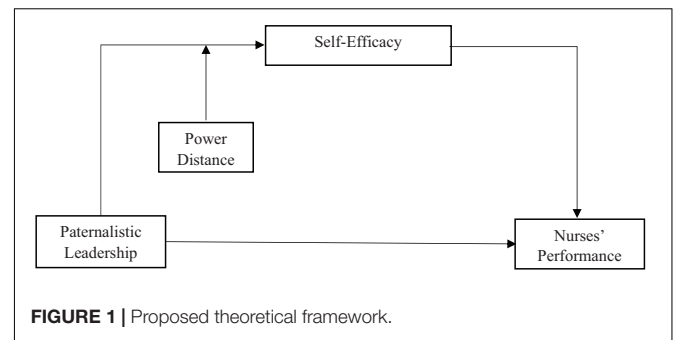 Self-Efficacy
Power
Distance
Paternalistic
Leadership
Nurses'
Performance
FIGURE 1 | Proposed theoretical framework.